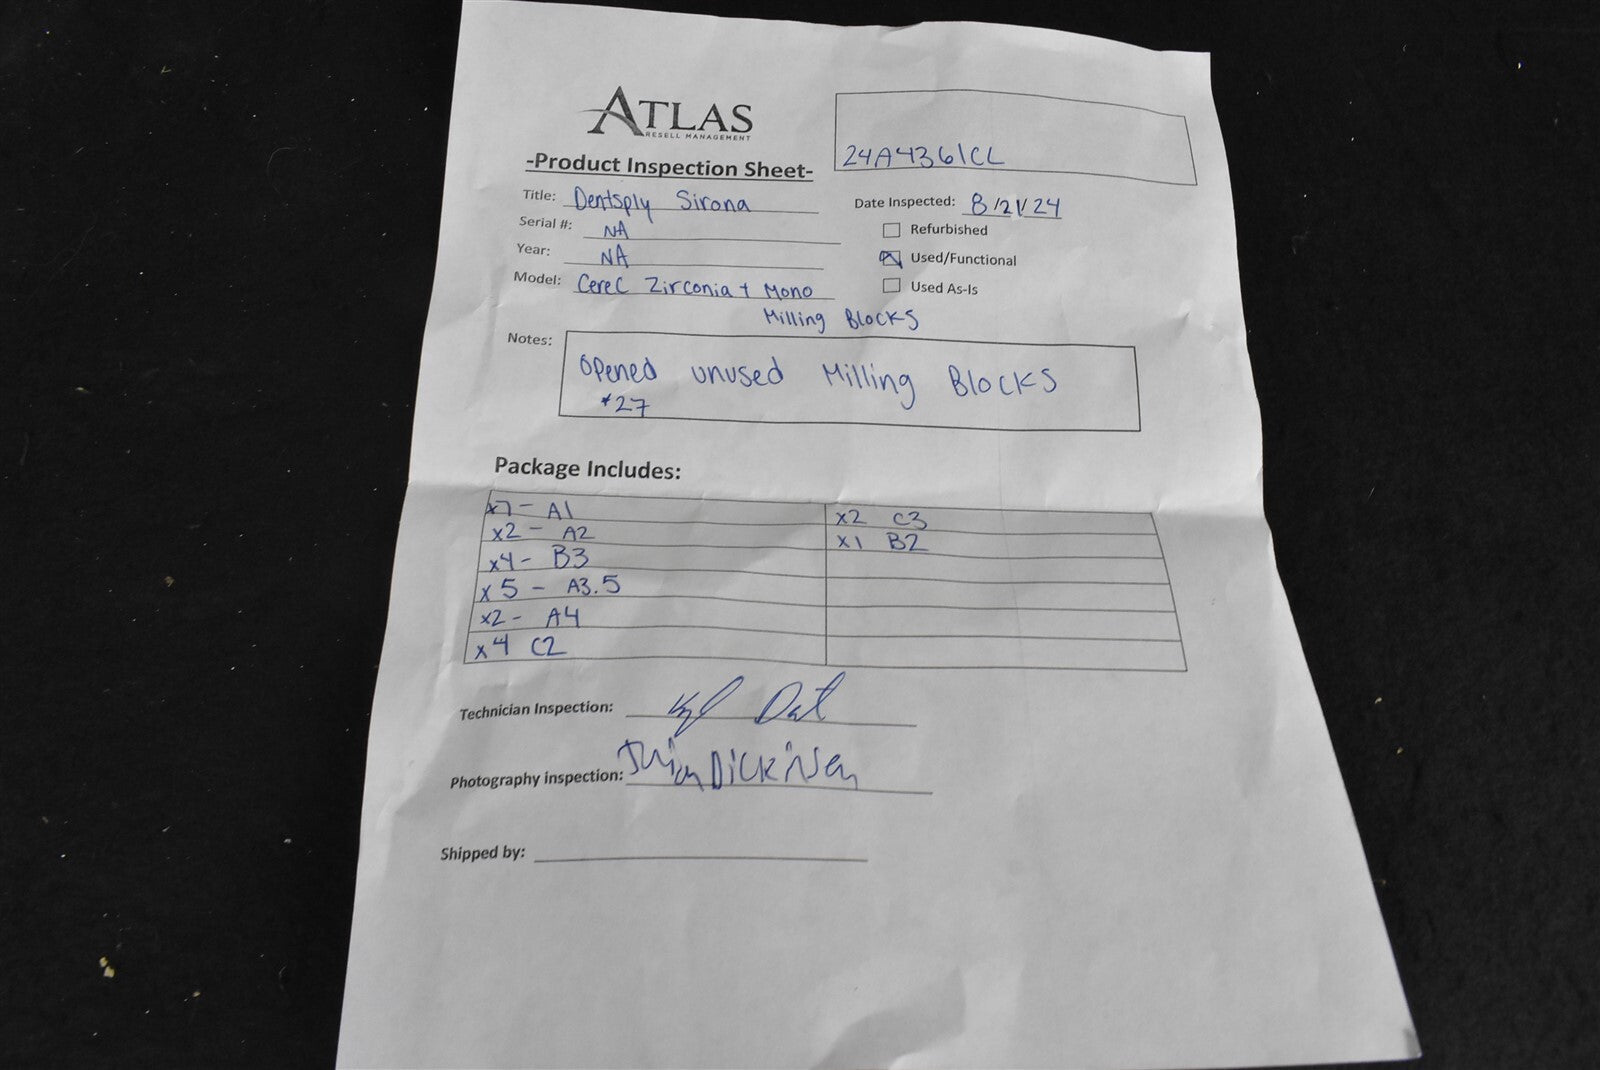 ATLAS
RESELL MANAGEMENT
24A4361CL
-Product Inspection Sheet-
Title: Dentsply Sirona
Date Inspected: 8/21/24
Serial #: NA
Refurbished
Year: NA
Used/Functional
Model: Cerec Zirconia + Mono
Used As-Is
Milling Blocks
Notes:
Opened unused Milling Blocks
*27
Package Includes:
x7 - A1
x2 - A2
x4 - B3
x5 - A3.5
x2 - A4
x4 C2
x2 C3
x1 B2
Technician Inspection:
Photography inspection: Dickinson
Shipped by: